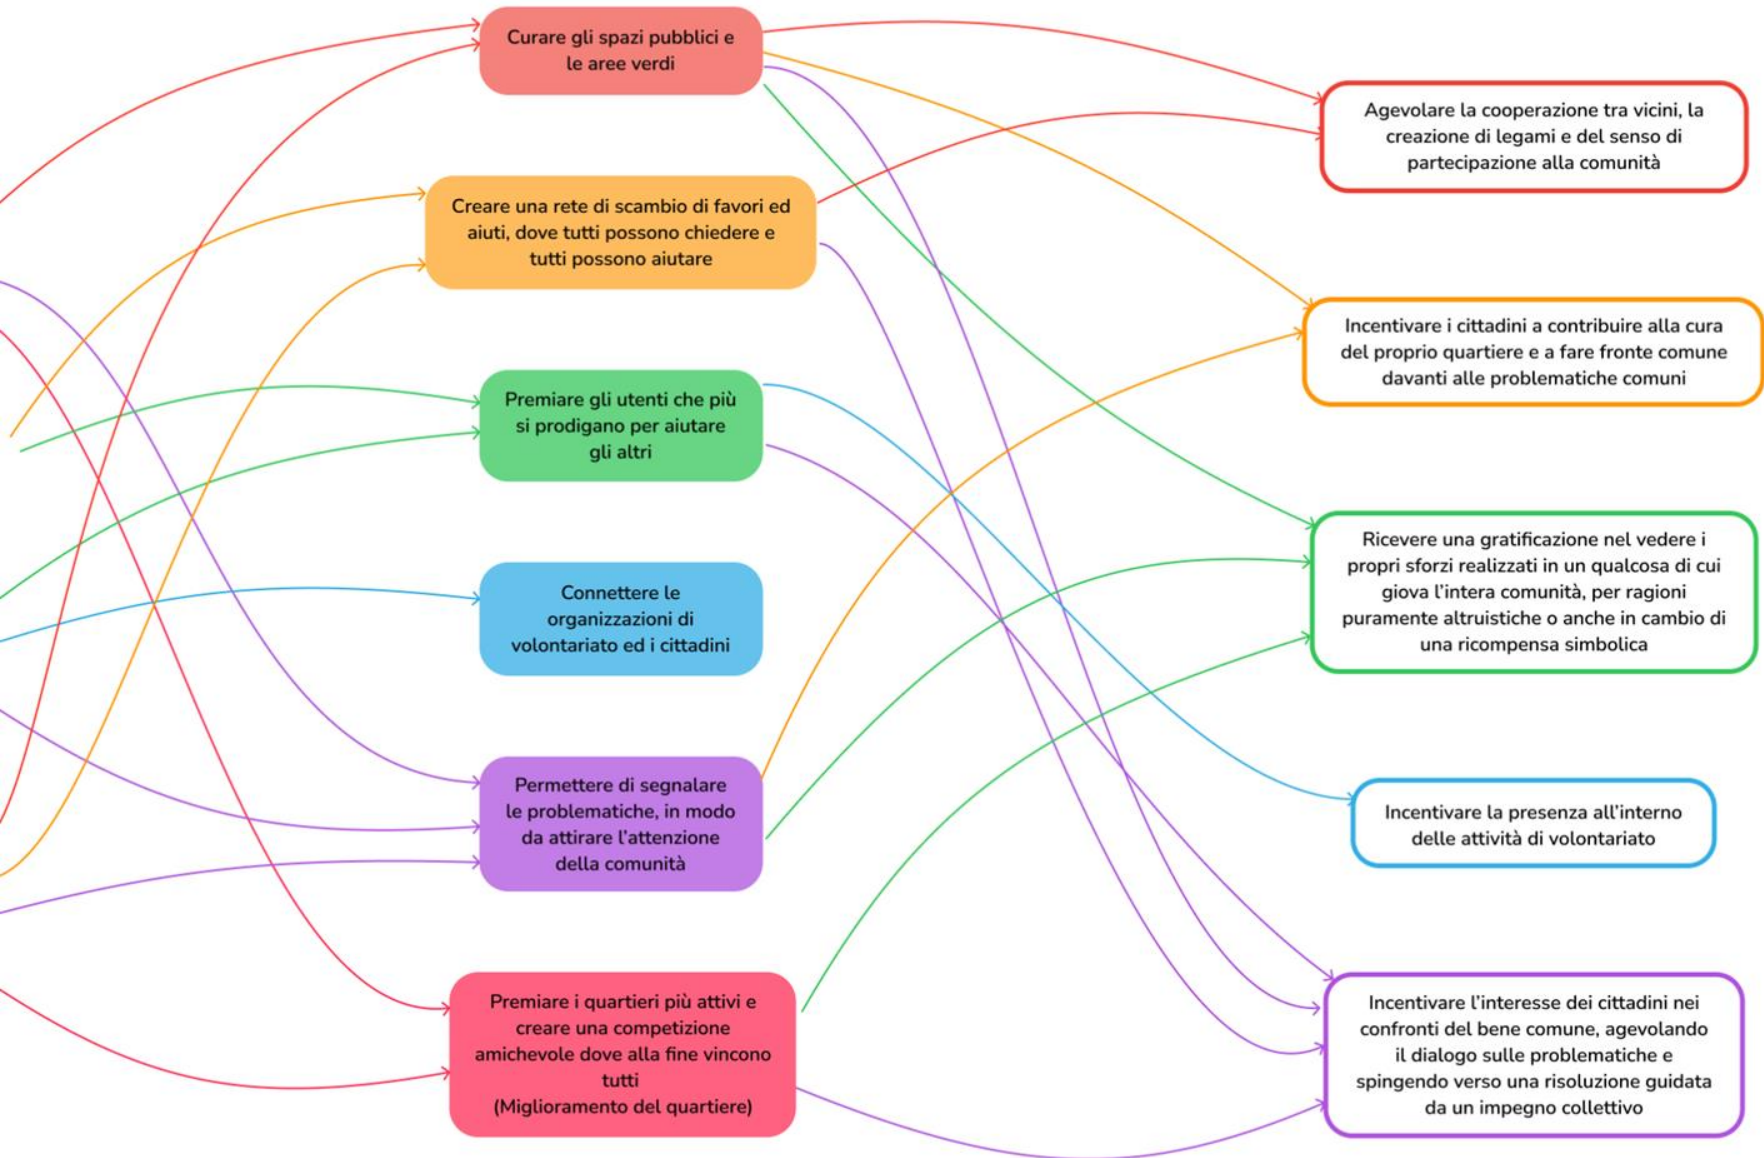 Curare gli spazi pubblici e
le aree verdi
Creare una rete di scambio di favori ed
aiuti, dove tutti possono chiedere e
tutti possono aiutare
Premiare gli utenti che più
si prodigano per aiutare
gli altri
Connettere le
organizzazioni di
volontariato ed i cittadini
Permettere di segnalare
le problematiche, in modo
da attirare l'attenzione
della comunità
Premiare i quartieri più attivi e
creare una competizione
amichevole dove alla fine vincono
tutti
(Miglioramento del quartiere)
Agevolare la cooperazione tra vicini, la
creazione di legami e del senso di
partecipazione alla comunità
Incentivare i cittadini a contribuire alla cura
del proprio quartiere e a fare fronte comune
davanti alle problematiche comuni
Ricevere una gratificazione nel vedere i
propri sforzi realizzati in un qualcosa di cui
giova l'intera comunità, per ragioni
puramente altruistiche o anche in cambio di
una ricompensa simbolica
Incentivare la presenza all'interno
delle attività di volontariato
Incentivare l'interesse dei cittadini nei
confronti del bene comune, agevolando
il dialogo sulle problematiche e
spingendo verso una risoluzione guidata
da un impegno collettivo